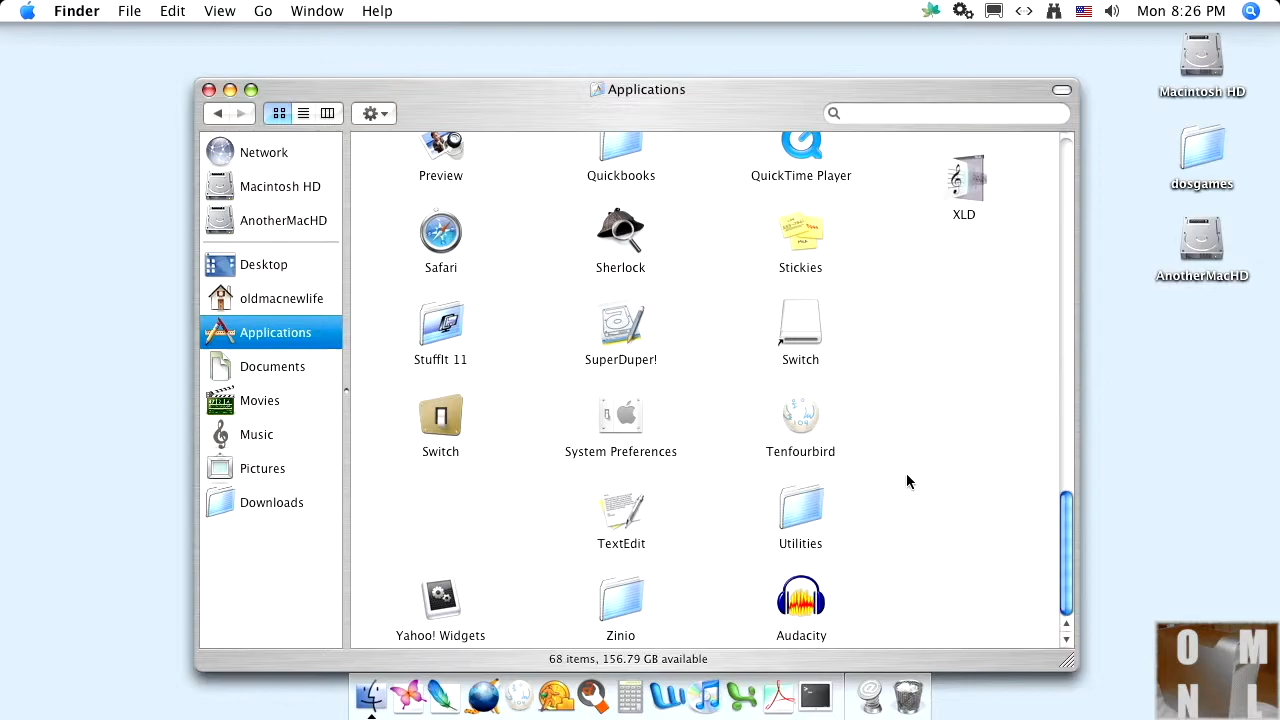 Finder File Edit View Go Window Help Mon 8:26 PM
Macintosh HD
dosgames
AnotherMacHD
Applications
Network
Macintosh HD
AnotherMacHD
Desktop
oldmacnewlife
Applications
Documents
Movies
Music
Pictures
Downloads
Preview Quickbooks QuickTime Player
XLD
Safari Sherlock Stickies
StuffIt 11 SuperDuper! Switch
Switch System Preferences Tenfourbird
TextEdit Utilities
Yahoo! Widgets Zinio Audacity
68 items, 156.79 GB available
O M
N L